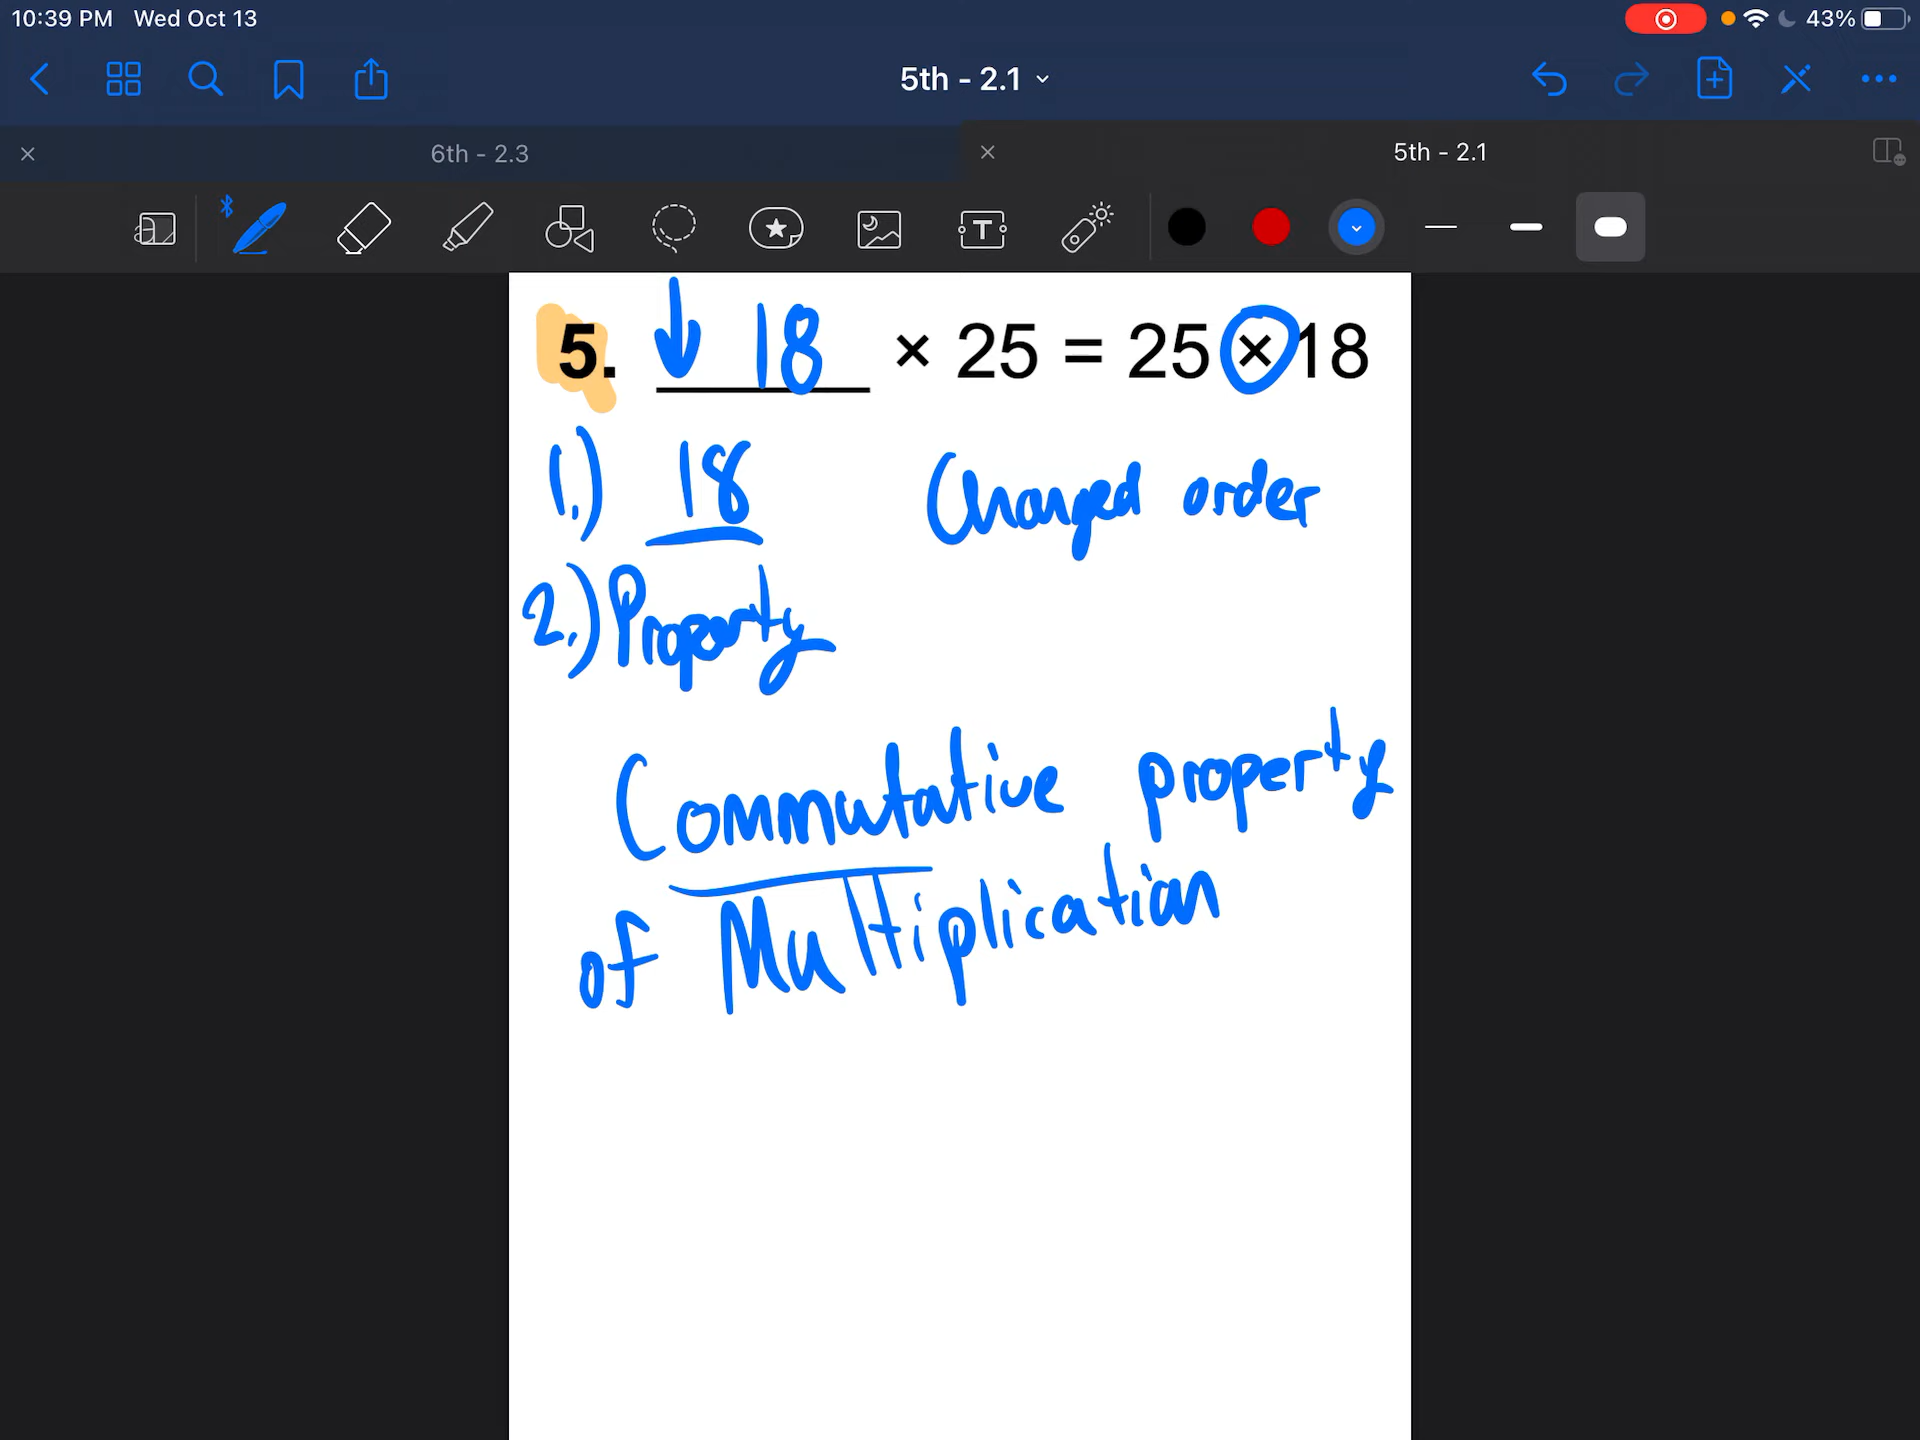 10:39 PM Wed Oct 13 43%
5th - 2.1
6th - 2.3 5th - 2.1
5. 18 × 25 = 25 × 18
1.) 18 Changed order
2.) Property
Commutative property
of Multiplication